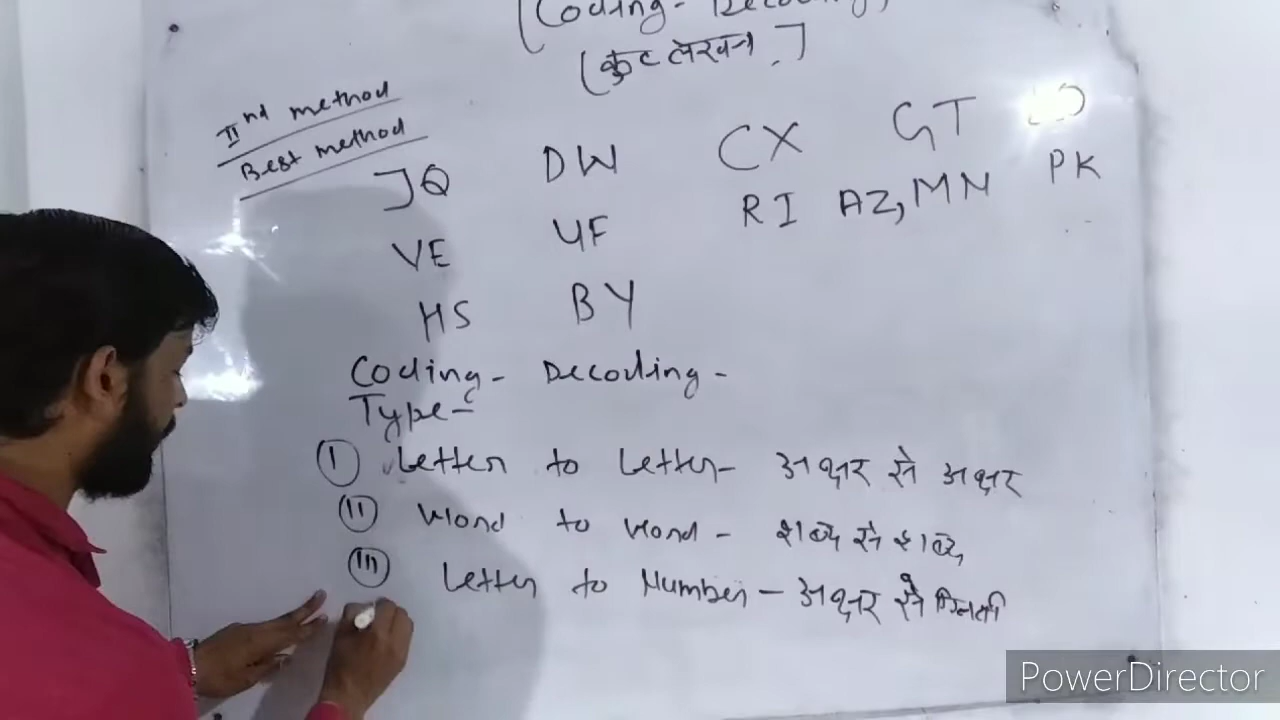 (Coding - Decoding)
(कुट लेखन)
IInd method
Best method
JQ DW CX GT
VE UF RI AZ, MN PK
HS BY
Coding - Decoding -
Type -
(I) Letter to Letter - अक्षर से अक्षर
(II) Word to Word - शब्द से शब्द
(III) Letter to Number - अक्षर से गिनती
PowerDirector